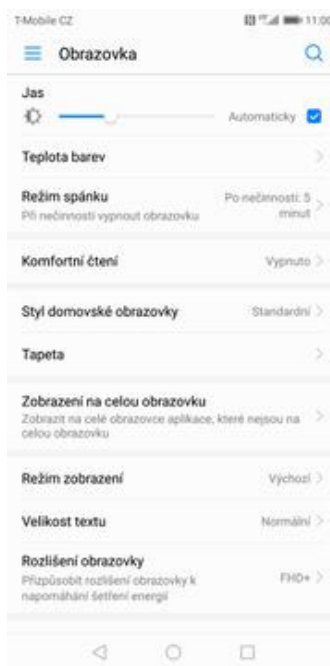 T-Mobile CZ 11:00
Obrazovka
Jas
Automaticky
Teplota barev
Režim spánku
Při nečinnosti vypnout obrazovku
Po nečinnosti: 5
minut
Komfortní čtení
Vypnuto
Styl domovské obrazovky
Standardní
Tapeta
Zobrazení na celou obrazovku
Zobrazit na celé obrazovce aplikace, které nejsou na
celou obrazovku
Režim zobrazení
Výchozí
Velikost textu
Normální
Rozlišení obrazovky
Přizpůsobit rozlišení obrazovky k
napomáhání šetření energií
FHD+